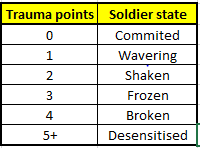 Trauma points Soldier state
0 Commited
1 Wavering
2 Shaken
3 Frozen
4 Broken
5+ Desensitised